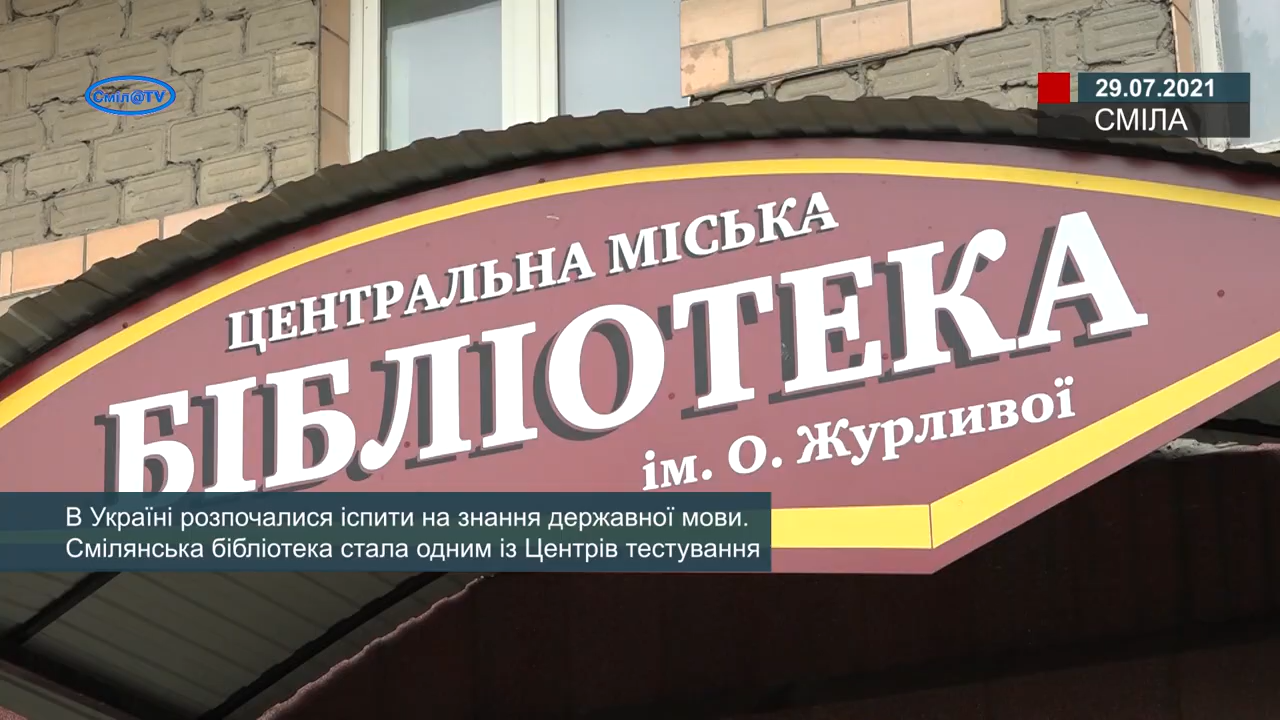 Сміл@TV
29.07.2021
СМІЛА
ЦЕНТРАЛЬНА МІСЬКА
БІБЛІОТЕКА
ім. О. Журливої
В Україні розпочалися іспити на знання державної мови.
Смілянська бібліотека стала одним із Центрів тестування